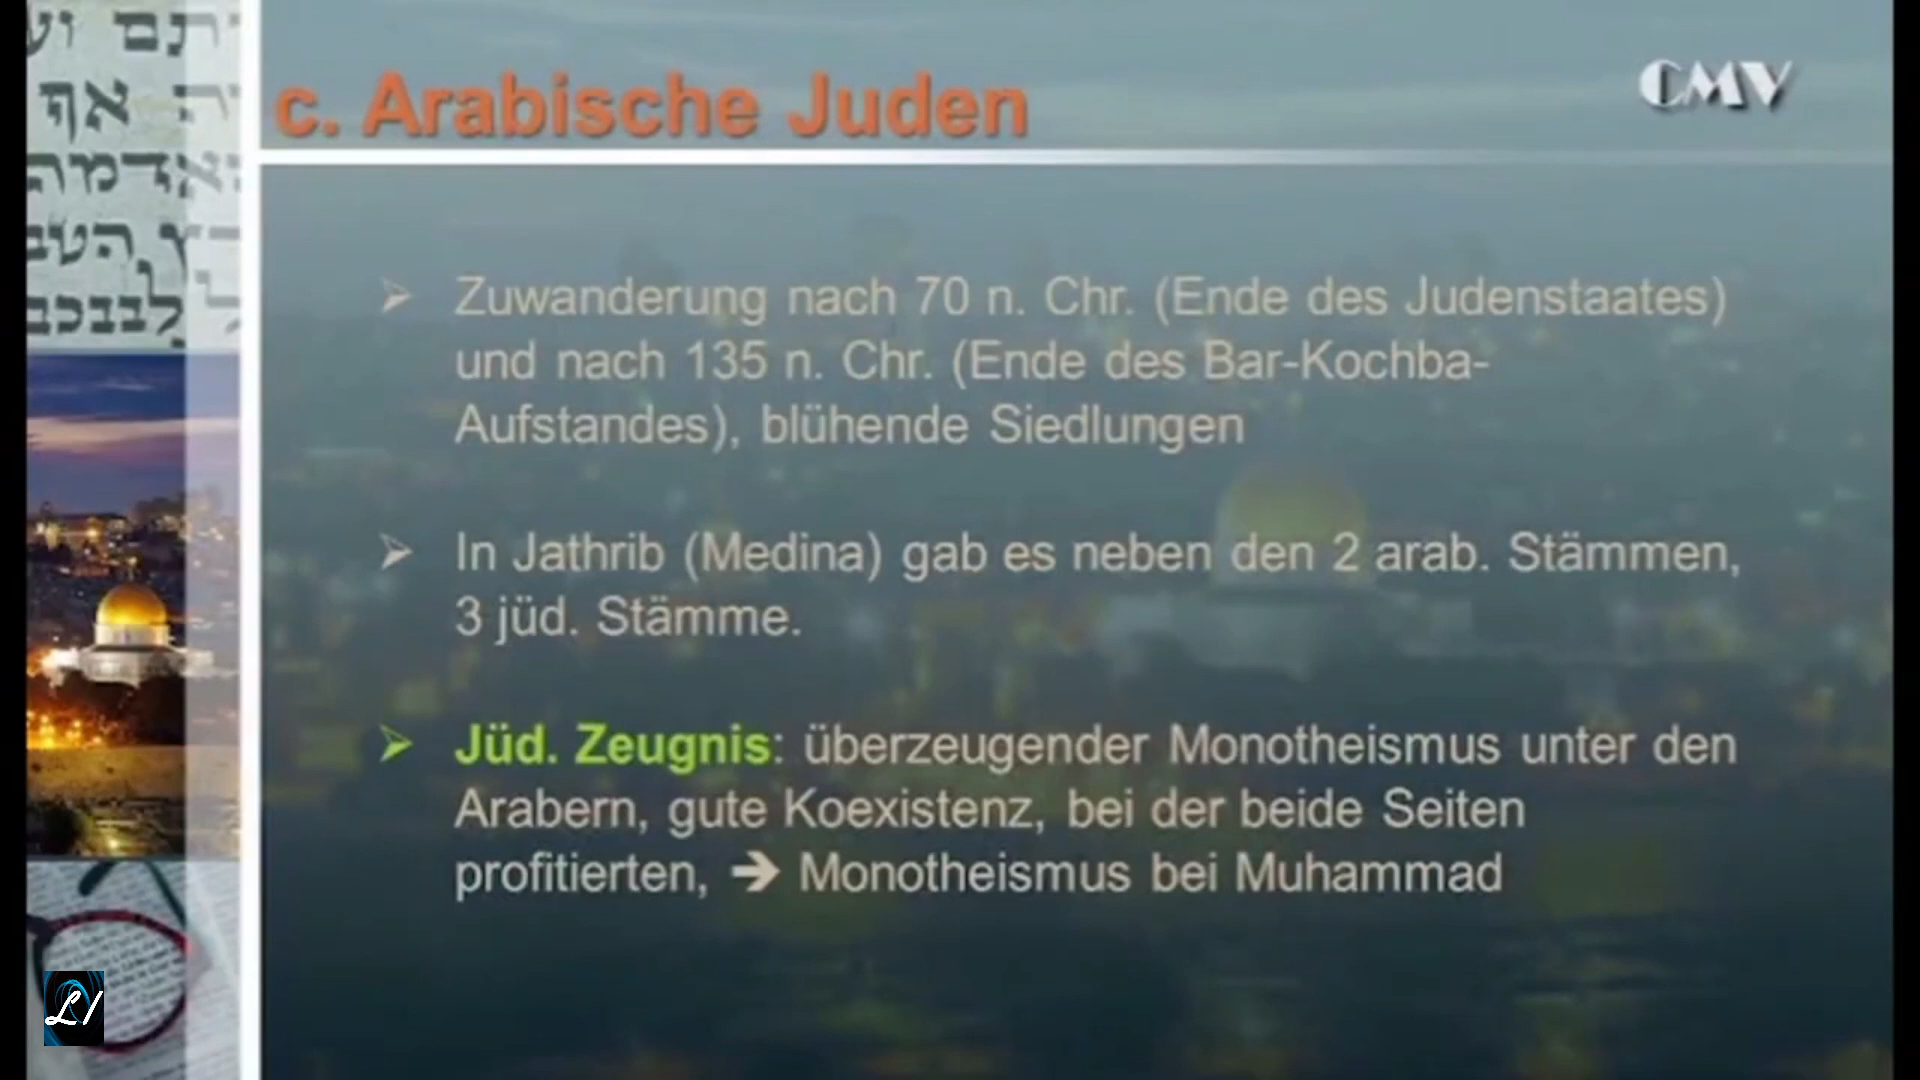 c. Arabische Juden
CMV
Zuwanderung nach 70 n. Chr. (Ende des Judenstaates)
und nach 135 n. Chr. (Ende des Bar-Kochba-
Aufstandes), blühende Siedlungen
In Jathrib (Medina) gab es neben den 2 arab. Stämmen,
3 jüd. Stämme.
Jüd. Zeugnis: überzeugender Monotheismus unter den
Arabern, gute Koexistenz, bei der beide Seiten
profitierten, ➔ Monotheismus bei Muhammad